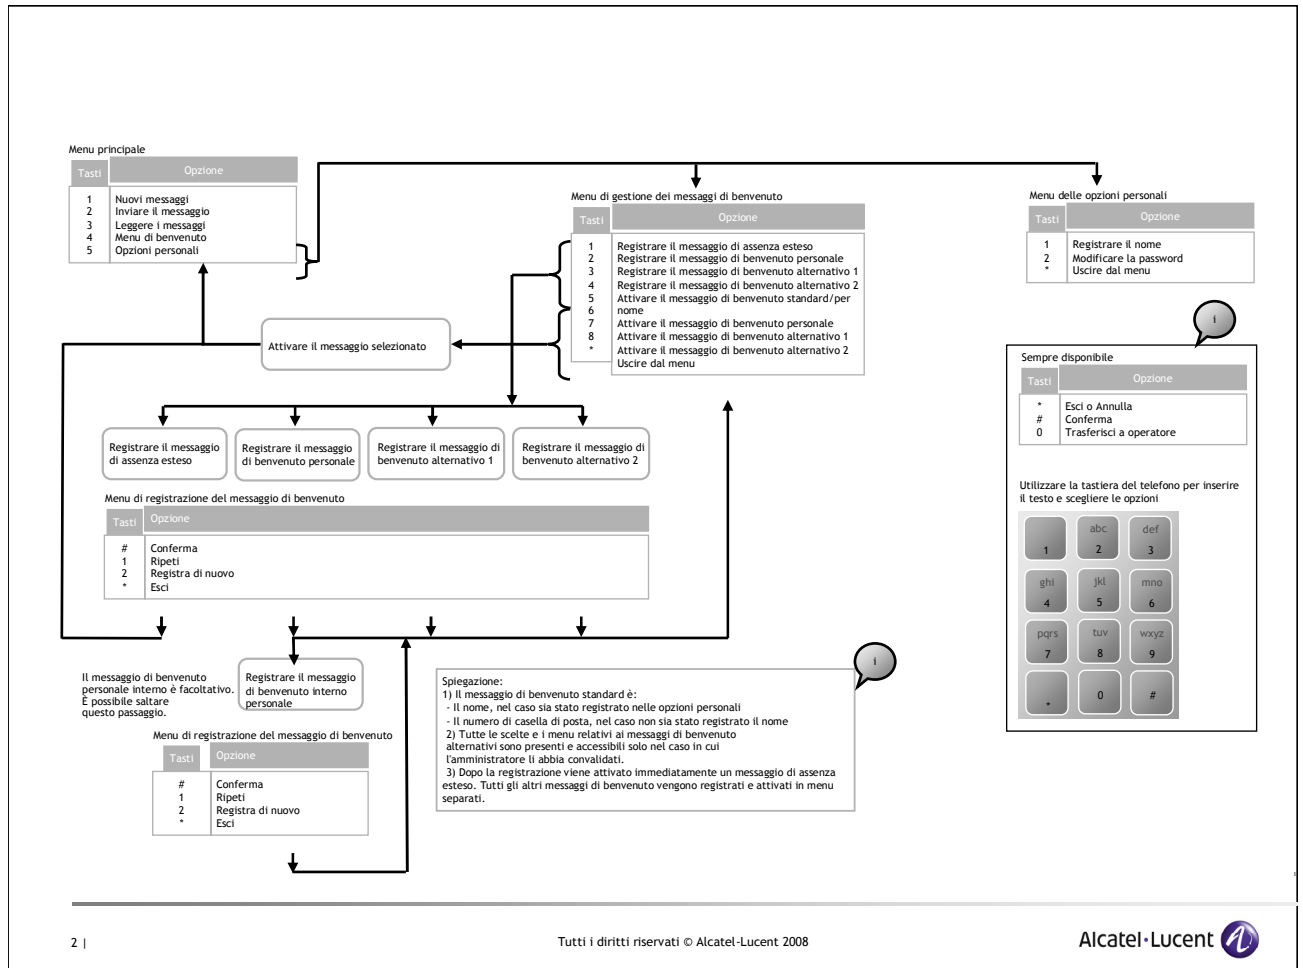 Menu principale
Tasti Opzione
1 Nuovi messaggi
2 Inviare il messaggio
3 Leggere i messaggi
4 Menu di benvenuto
5 Opzioni personali
Menu di gestione dei messaggi di benvenuto
Tasti Opzione
1 Registrare il messaggio di assenza esteso
2 Registrare il messaggio di benvenuto personale
3 Registrare il messaggio di benvenuto alternativo 1
4 Registrare il messaggio di benvenuto alternativo 2
5 Attivare il messaggio di benvenuto standard/per
6 nome
7 Attivare il messaggio di benvenuto personale
8 Attivare il messaggio di benvenuto alternativo 1
* Attivare il messaggio di benvenuto alternativo 2
Uscire dal menu
Menu delle opzioni personali
Tasti Opzione
1 Registrare il nome
2 Modificare la password
* Uscire dal menu
Attivare il messaggio selezionato
i
Sempre disponibile
Tasti Opzione
* Esci o Annulla
# Conferma
0 Trasferisci a operatore
Utilizzare la tastiera del telefono per inserire
il testo e scegliere le opzioni
abc def
1 2 3
ghi jkl mno
4 5 6
pqrs tuv wxyz
7 8 9
* 0 #
Registrare il messaggio
di assenza esteso
Registrare il messaggio
di benvenuto personale
Registrare il messaggio di
benvenuto alternativo 1
Registrare il messaggio di
benvenuto alternativo 2
Menu di registrazione del messaggio di benvenuto
Tasti Opzione
# Conferma
1 Ripeti
2 Registra di nuovo
* Esci
Il messaggio di benvenuto
personale interno è facoltativo.
È possibile saltare
questo passaggio.
Registrare il messaggio
di benvenuto interno
personale
Menu di registrazione del messaggio di benvenuto
Tasti Opzione
# Conferma
1 Ripeti
2 Registra di nuovo
* Esci
i
Spiegazione:
1) Il messaggio di benvenuto standard è:
- Il nome, nel caso sia stato registrato nelle opzioni personali
- Il numero di casella di posta, nel caso non sia stato registrato il nome
2) Tutte le scelte e i menu relativi ai messaggi di benvenuto
alternativi sono presenti e accessibili solo nel caso in cui
l'amministratore li abbia convalidati.
3) Dopo la registrazione viene attivato immediatamente un messaggio di assenza
esteso. Tutti gli altri messaggi di benvenuto vengono registrati e attivati in menu
separati.
2 |
Tutti i diritti riservati © Alcatel-Lucent 2008
Alcatel·Lucent